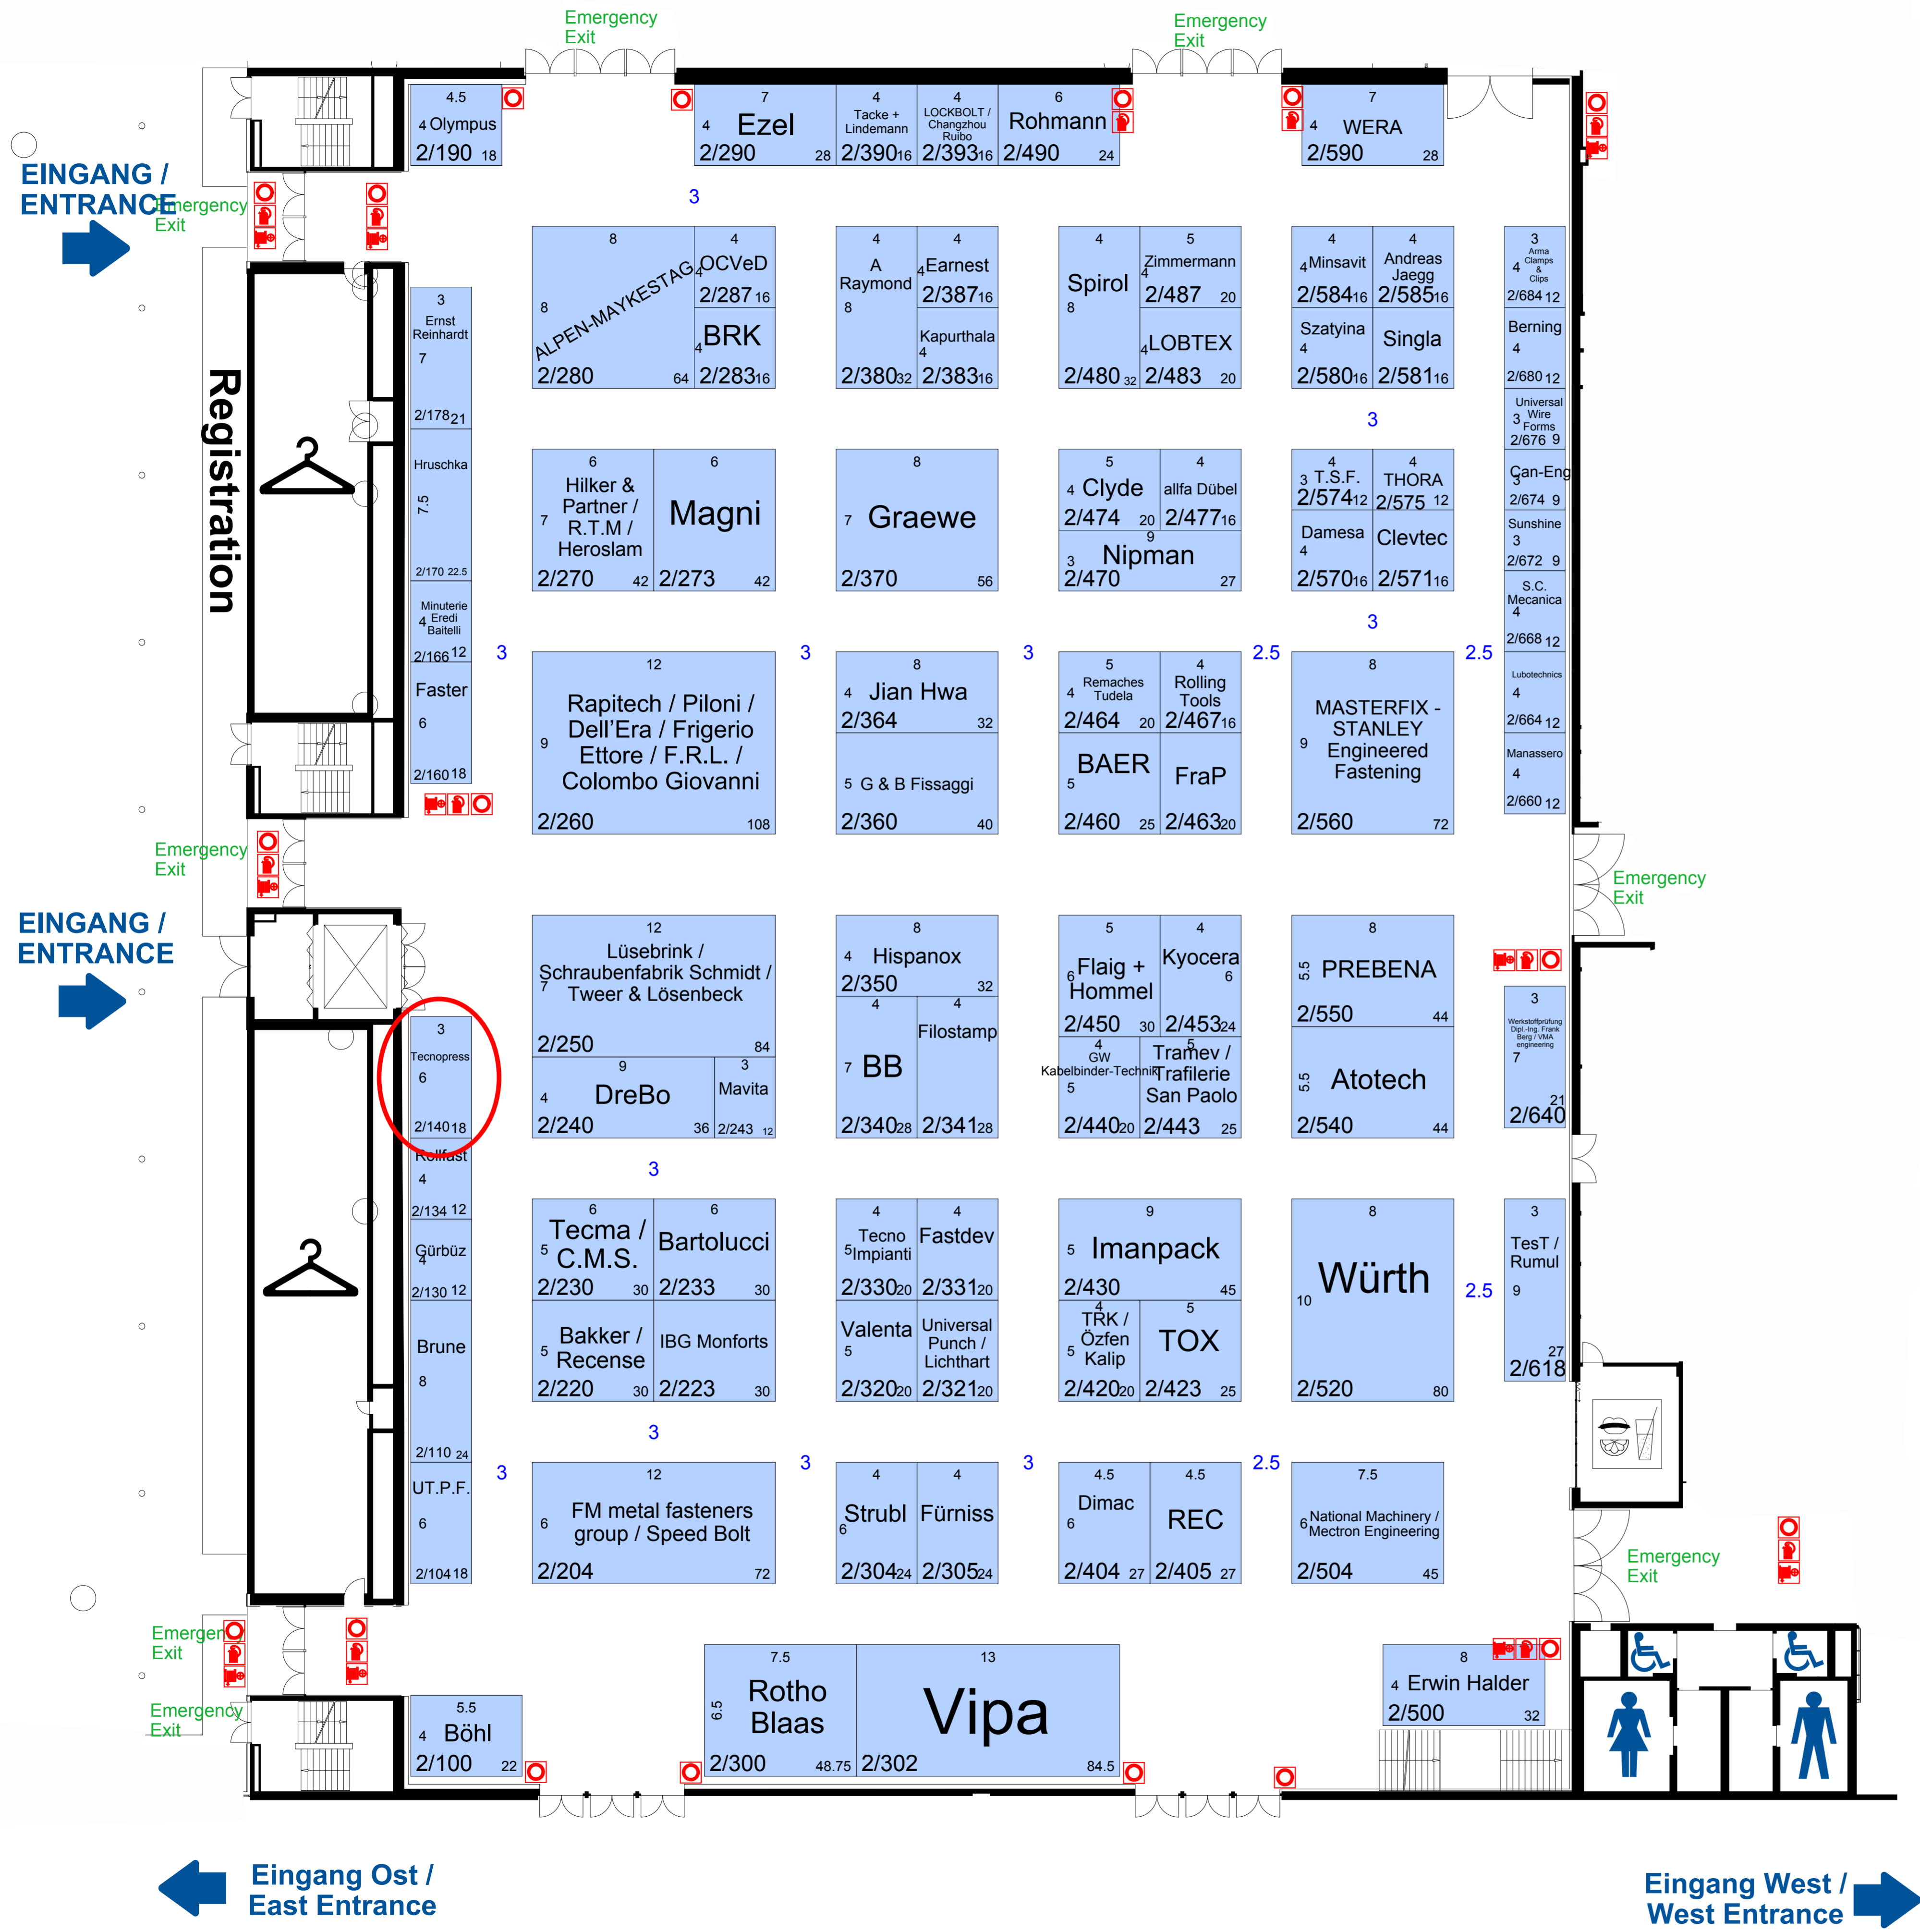 Emergency
Exit
Emergency
Exit
EINGANG /
ENTRANCE
Emergency
Exit
4.5
4 Olympus
2/190 18
7
4 Ezel
2/290 28
4
Tacke +
Lindemann
2/390 16
4
LOCKBOLT /
Changzhou
Ruibo
2/393 16
6
Rohmann
2/490 24
7
4 WERA
2/590 28
3
8
8
ALPEN-MAYKESTAG
2/280 64
4
4 OCVeD
2/287 16
4 BRK
2/283 16
4
A
Raymond
8
2/380 32
4
4 Earnest
2/387 16
Kapurthala
4
2/383 16
4
Spirol
8
2/480 32
5
Zimmermann
4
2/487 20
4 LOBTEX
2/483 20
4
4 Minsavit
2/584 16
4
Andreas
Jaegg
2/585 16
Szatyina
4
2/580 16
Singla
2/581 16
3
Arma
4 Clamps
&
Clips
2/684 12
Berning
4
2/680 12
Universal
3 Wire
Forms
2/676 9
Can-Eng
3
2/674 9
Sunshine
3
2/672 9
S.C.
Mecanica
4
2/668 12
Lubotechnics
4
2/664 12
Manassero
4
2/660 12
Registration
3
Ernst
Reinhardt
7
2/178 21
Hruschka
7.5
2/170 22.5
Minuterie
4 Eredi
Baitelli
2/166 12
Faster
6
2/160 18
3
6
Hilker &
Partner /
7 R.T.M /
Heroslam
2/270 42
6
Magni
2/273 42
8
7 Graewe
2/370 56
5
4 Clyde
2/474 20
4
allfa Dübel
2/477 16
9
3 Nipman
2/470 27
4
3 T.S.F.
2/574 12
4
THORA
2/575 12
Damesa
4
2/570 16
Clevtec
2/571 16
3
3
3
3
2.5
2.5
12
Rapitech / Piloni /
Dell'Era / Frigerio
9 Ettore / F.R.L. /
Colombo Giovanni
2/260 108
8
4 Jian Hwa
2/364 32
5 G & B Fissaggi
2/360 40
5
Remaches
4 Tudela
2/464 20
4
Rolling
Tools
2/467 16
BAER
5
2/460 25
FraP
2/463 20
8
MASTERFIX -
STANLEY
9 Engineered
Fastening
2/560 72
Emergency
Exit
Emergency
Exit
EINGANG /
ENTRANCE
12
Lüsebrink /
Schraubenfabrik Schmidt /
7 Tweer & Lösenbeck
2/250 84
9
4 DreBo
2/240 36
3
Mavita
2/243 12
8
4 Hispanox
2/350 32
4
7 BB
2/340 28
4
Filostamp
2/341 28
5
6 Flaig +
Hommel
2/450 30
4
Kyocera
6
2/453 24
4
GW
Kabelbinder-Technik
5
2/440 20
5
Tramev /
Trafilerie
San Paolo
2/443 25
8
5.5 PREBENA
2/550 44
5.5 Atotech
2/540 44
3
Werkstoffprüfung
Dipl.-Ing. Frank
Berg / VMA
engineering
7
21
2/640
3
Tecnopress
6
2/140 18
Rollfast
4
2/134 12
Gürbüz
4
2/130 12
Brune
8
2/110 24
UT.P.F.
6
2/104 18
3
6
Tecma /
5 C.M.S.
2/230 30
6
Bartolucci
2/233 30
5 Bakker /
Recense
2/220 30
IBG Monforts
2/223 30
4
Tecno
5 Impianti
2/330 20
4
Fastdev
2/331 20
Valenta
5
2/320 20
Universal
Punch /
Lichthart
2/321 20
9
5 Imanpack
2/430 45
4
TRK /
Özfen
5 Kalip
2/420 20
5
TOX
2/423 25
8
Würth
10
2/520 80
2.5
3
TesT /
Rumul
9
27
2/618
3
3
3
3
2.5
12
FM metal fasteners
6 group / Speed Bolt
2/204 72
4
Strubl
6
2/304 24
4
Fürniss
2/305 24
4.5
Dimac
6
2/404 27
4.5
REC
2/405 27
7.5
National Machinery /
6 Mectron Engineering
2/504 45
Emergency
Exit
Emergency
Exit
Emergency
Exit
5.5
4 Böhl
2/100 22
7.5
6.5 Rotho
Blaas
2/300 48.75
13
Vipa
2/302 84.5
8
4 Erwin Halder
2/500 32
Eingang Ost /
East Entrance
Eingang West /
West Entrance